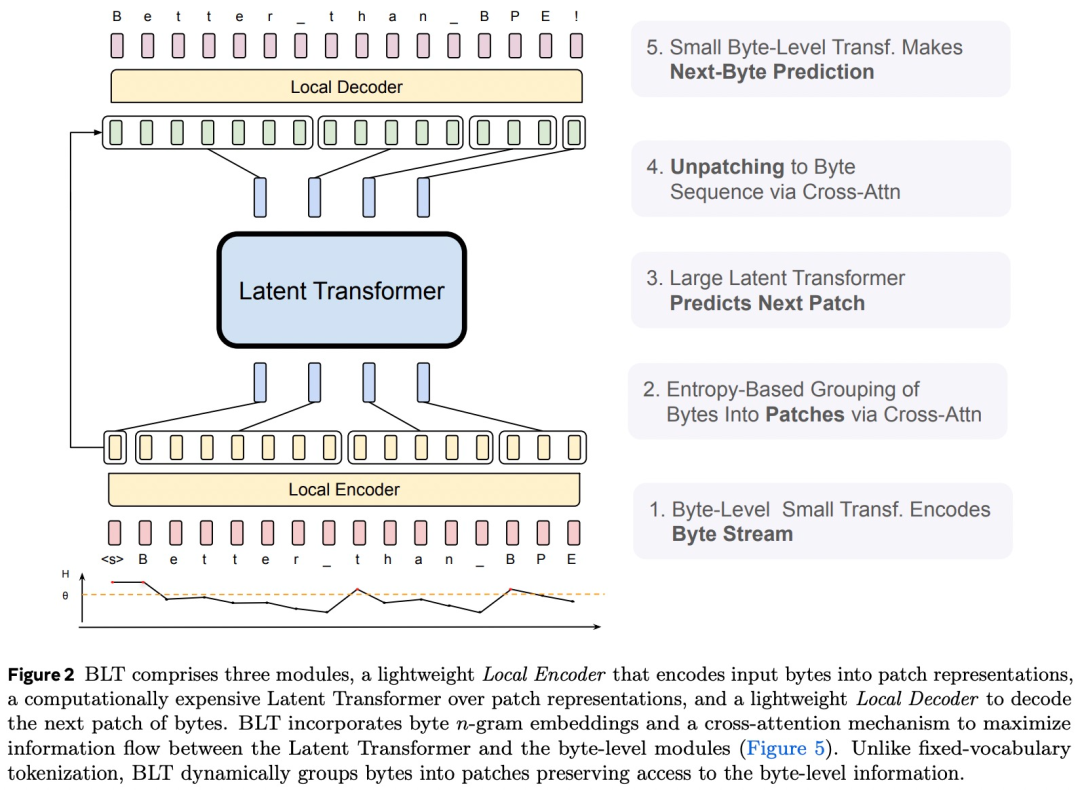 B e t t e r _ t h a n _ B P E !
Local Decoder
5. Small Byte-Level Transf. Makes
Next-Byte Prediction
4. Unpatching to Byte
Sequence via Cross-Attn
Latent Transformer
3. Large Latent Transformer
Predicts Next Patch
2. Entropy-Based Grouping of
Bytes Into Patches via Cross-Attn
Local Encoder
1. Byte-Level Small Transf. Encodes
Byte Stream
<s> B e t t e r _ t h a n _ B P E
H
θ
Figure 2 BLT comprises three modules, a lightweight Local Encoder that encodes input bytes into patch representations,
a computationally expensive Latent Transformer over patch representations, and a lightweight Local Decoder to decode
the next patch of bytes. BLT incorporates byte n-gram embeddings and a cross-attention mechanism to maximize
information flow between the Latent Transformer and the byte-level modules (Figure 5). Unlike fixed-vocabulary
tokenization, BLT dynamically groups bytes into patches preserving access to the byte-level information.